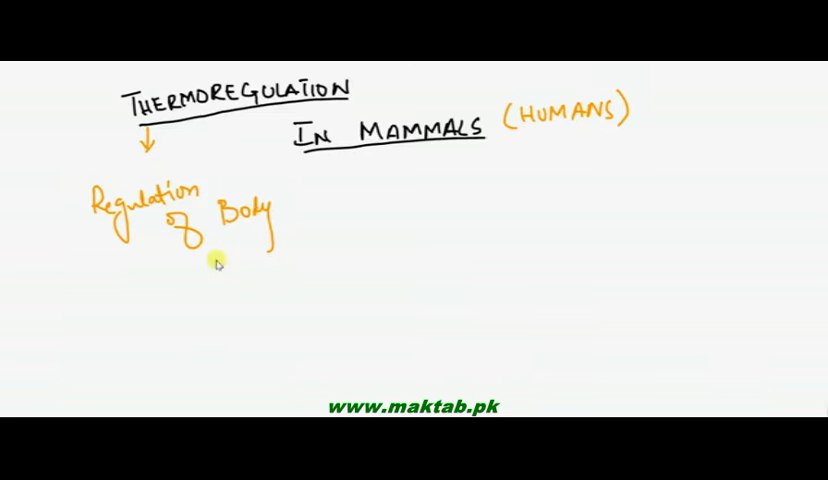 THERMOREGULATION
IN MAMMALS (HUMANS)
Regulation
of Body
www.maktab.pk